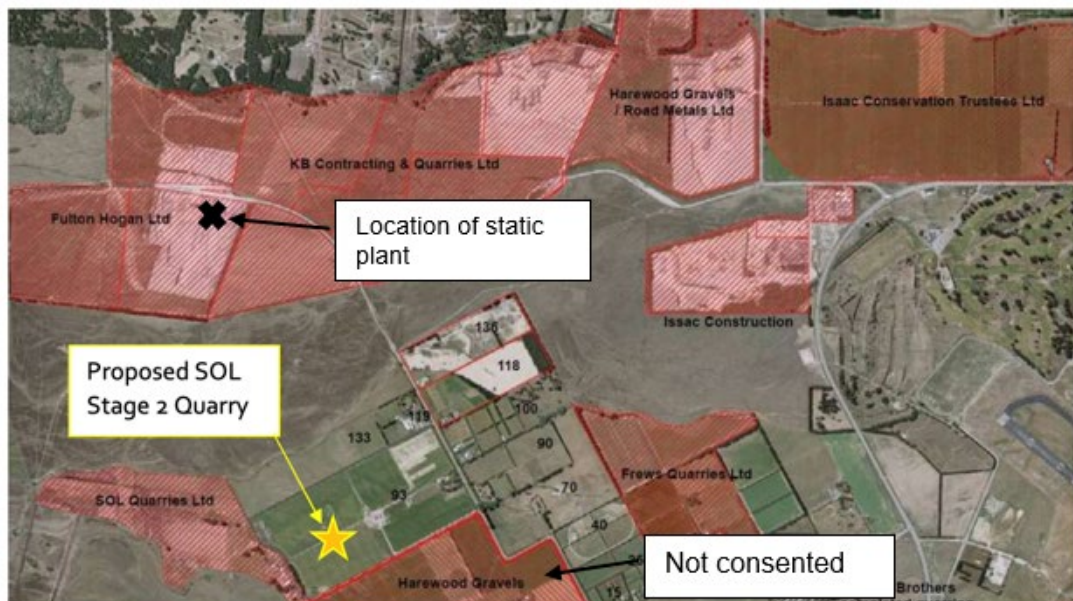 Harewood Gravels
/ Road Metals Ltd
Isaac Conservation Trustees Ltd
KB Contracting & Quarries Ltd
Fulton Hogan Ltd
Location of static
plant
Issac Construction
Proposed SOL
Stage 2 Quarry
136
118
119
100
133
90
Frews Quarries Ltd
SOL Quarries Ltd
93
70
40
Not consented
Harewood Gravels
15
Brothers